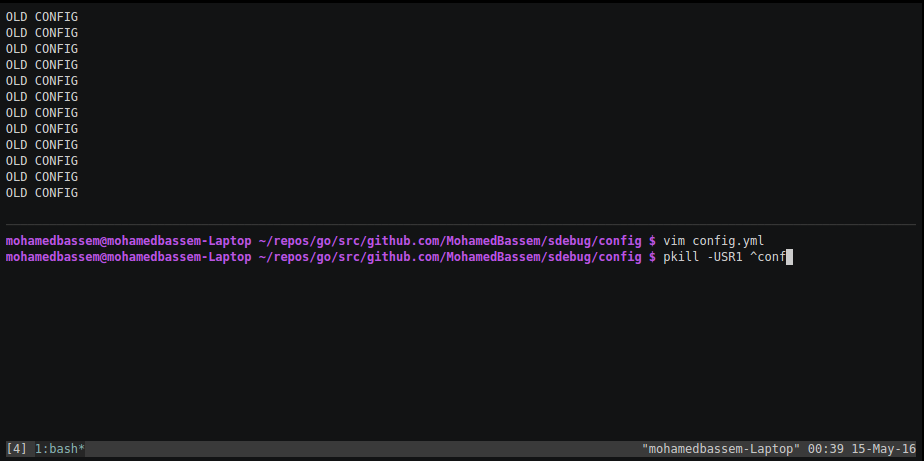 OLD CONFIG
OLD CONFIG
OLD CONFIG
OLD CONFIG
OLD CONFIG
OLD CONFIG
OLD CONFIG
OLD CONFIG
OLD CONFIG
OLD CONFIG
OLD CONFIG
OLD CONFIG
mohamedbassem@mohamedbassem-Laptop ~/repos/go/src/github.com/MohamedBassem/sdebug/config $ vim config.yml
mohamedbassem@mohamedbassem-Laptop ~/repos/go/src/github.com/MohamedBassem/sdebug/config $ pkill -USR1 ^conf
[4] 1:bash* "mohamedbassem-Laptop" 00:39 15-May-16